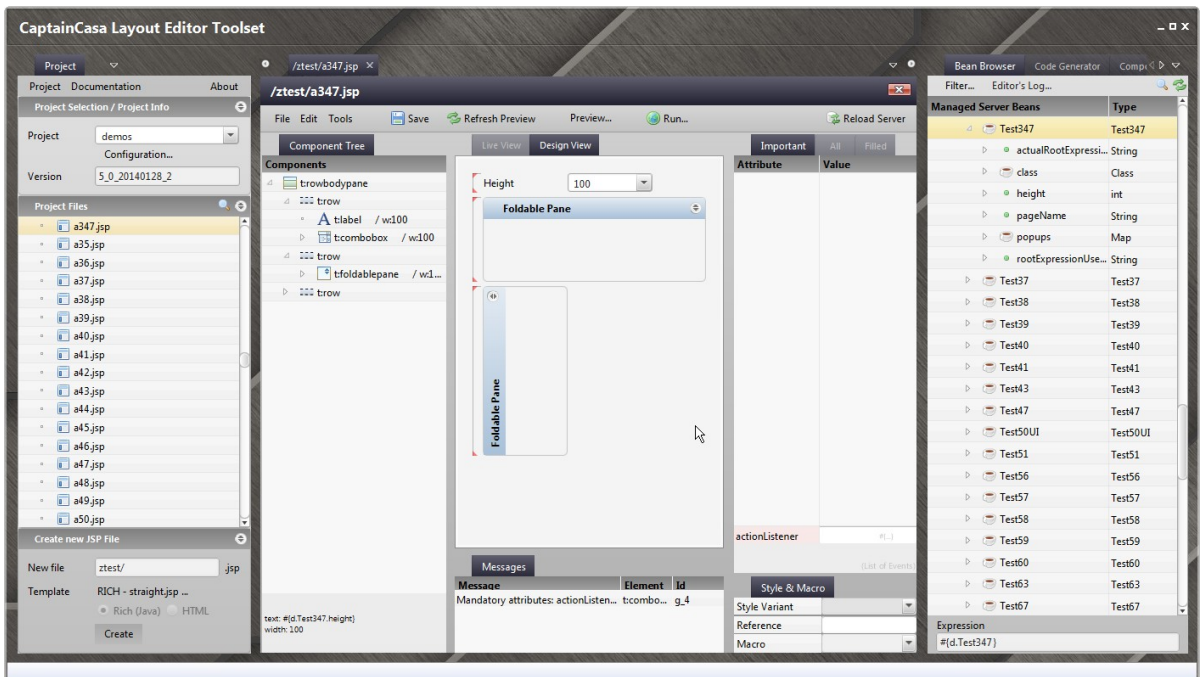 CaptainCasa Layout Editor Toolset
Project
Project Documentation About
Project Selection / Project Info
Project demos
Configuration...
Version 5_0_20140128_2
Project Files
a347.jsp
a35.jsp
a36.jsp
a37.jsp
a38.jsp
a39.jsp
a40.jsp
a41.jsp
a42.jsp
a43.jsp
a44.jsp
a45.jsp
a46.jsp
a47.jsp
a48.jsp
a49.jsp
a50.jsp
Create new JSP File
New file ztest/ .jsp
Template RICH - straight.jsp ...
Rich (Java) HTML
Create
/ztest/a347.jsp
/ztest/a347.jsp
File Edit Tools Save Refresh Preview Preview... Run... Reload Server
Component Tree
Components
t:rowbodypane
t:row
t:label / w:100
t:combobox / w:100
t:row
t:foldablepane / w:1...
t:row
text: #{d.Test347.height}
width: 100
Live View Design View
Height 100
Foldable Pane
Foldable Pane
Messages
Message Element Id
Mandatory attributes: actionListen... t:combo... g_4
Important All Filled
Attribute Value
actionListener #{...}
(List of Events)
Style & Macro
Style Variant
Reference
Macro
Bean Browser Code Generator
Filter... Editor's Log...
Managed Server Beans Type
Test347 Test347
actualRootExpressi... String
class Class
height int
pageName String
popups Map
rootExpressionUse... String
Test37 Test37
Test38 Test38
Test39 Test39
Test40 Test40
Test41 Test41
Test43 Test43
Test47 Test47
Test50UI Test50UI
Test51 Test51
Test56 Test56
Test57 Test57
Test58 Test58
Test59 Test59
Test60 Test60
Test63 Test63
Test67 Test67
Expression
#{d.Test347}